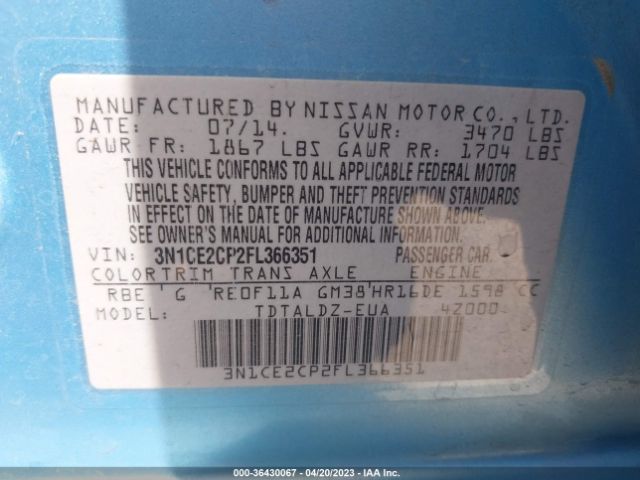 MANUFACTURED BY NISSAN MOTOR CO., LTD.
DATE: 07/14. GVWR: 3470 LBS
GAWR FR: 1867 LBS GAWR RR: 1704 LBS
THIS VEHICLE CONFORMS TO ALL APPLICABLE FEDERAL MOTOR
VEHICLE SAFETY, BUMPER AND THEFT PREVENTION STANDARDS
IN EFFECT ON THE DATE OF MANUFACTURE SHOWN ABOVE.
SEE OWNER'S MANUAL FOR ADDITIONAL INFORMATION.
VIN: 3N1CE2CP2FL366351 PASSENGER CAR.
COLOR TRIM TRANS AXLE ENGINE
RBE G RE0F11A GM38 HR16DE 1598 CC
MODEL: TDTALDZ-EUA 4Z000
3N1CE2CP2FL366351
000-36430067 - 04/20/2023 - IAA Inc.